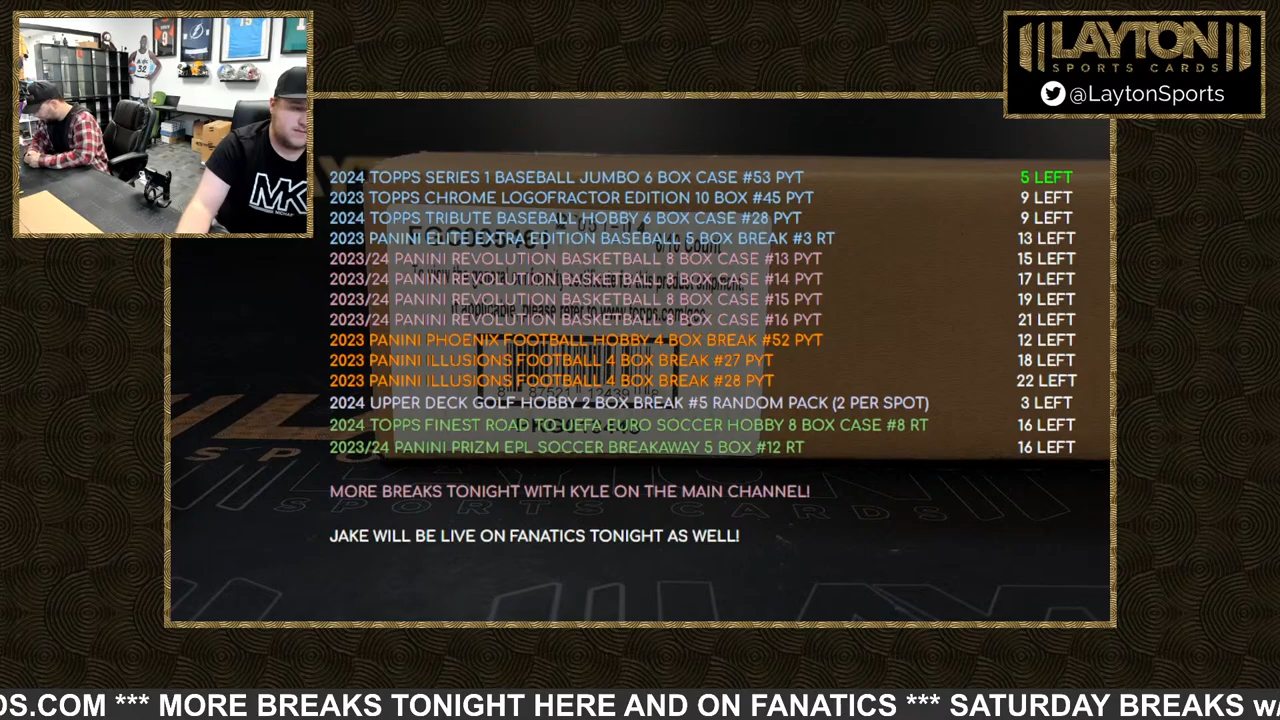 LAYTON
SPORTS CARDS
@LaytonSports
2024 TOPPS SERIES 1 BASEBALL JUMBO 6 BOX CASE #53 PYT 5 LEFT
2023 TOPPS CHROME LOGOFRACTOR EDITION 10 BOX #45 PYT 9 LEFT
2024 TOPPS TRIBUTE BASEBALL HOBBY 6 BOX CASE #28 PYT 9 LEFT
2023 PANINI ELITE EXTRA EDITION BASEBALL 5 BOX BREAK #3 RT 13 LEFT
2023/24 PANINI REVOLUTION BASKETBALL 8 BOX CASE #13 PYT 15 LEFT
2023/24 PANINI REVOLUTION BASKETBALL 8 BOX CASE #14 PYT 17 LEFT
2023/24 PANINI REVOLUTION BASKETBALL 8 BOX CASE #15 PYT 19 LEFT
2023/24 PANINI REVOLUTION BASKETBALL 8 BOX CASE #16 PYT 21 LEFT
2023 PANINI PHOENIX FOOTBALL HOBBY 4 BOX BREAK #52 PYT 12 LEFT
2023 PANINI ILLUSIONS FOOTBALL 4 BOX BREAK #27 PYT 18 LEFT
2023 PANINI ILLUSIONS FOOTBALL 4 BOX BREAK #28 PYT 22 LEFT
2024 UPPER DECK GOLF HOBBY 2 BOX BREAK #5 RANDOM PACK (2 PER SPOT) 3 LEFT
2024 TOPPS FINEST ROAD TO UEFA EURO SOCCER HOBBY 8 BOX CASE #8 RT 16 LEFT
2023/24 PANINI PRIZM EPL SOCCER BREAKAWAY 5 BOX #12 RT 16 LEFT
MORE BREAKS TONIGHT WITH KYLE ON THE MAIN CHANNEL!
JAKE WILL BE LIVE ON FANATICS TONIGHT AS WELL!
DS.COM *** MORE BREAKS TONIGHT HERE AND ON FANATICS *** SATURDAY BREAKS